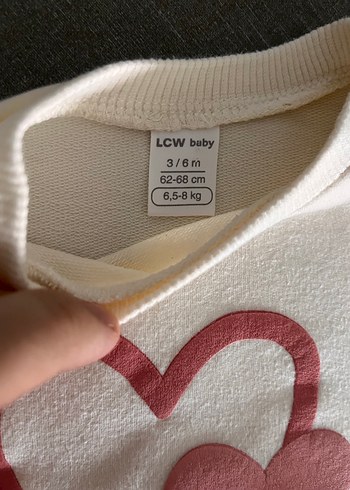 LCW baby
3 / 6 m
62-68 cm
6,5-8 kg